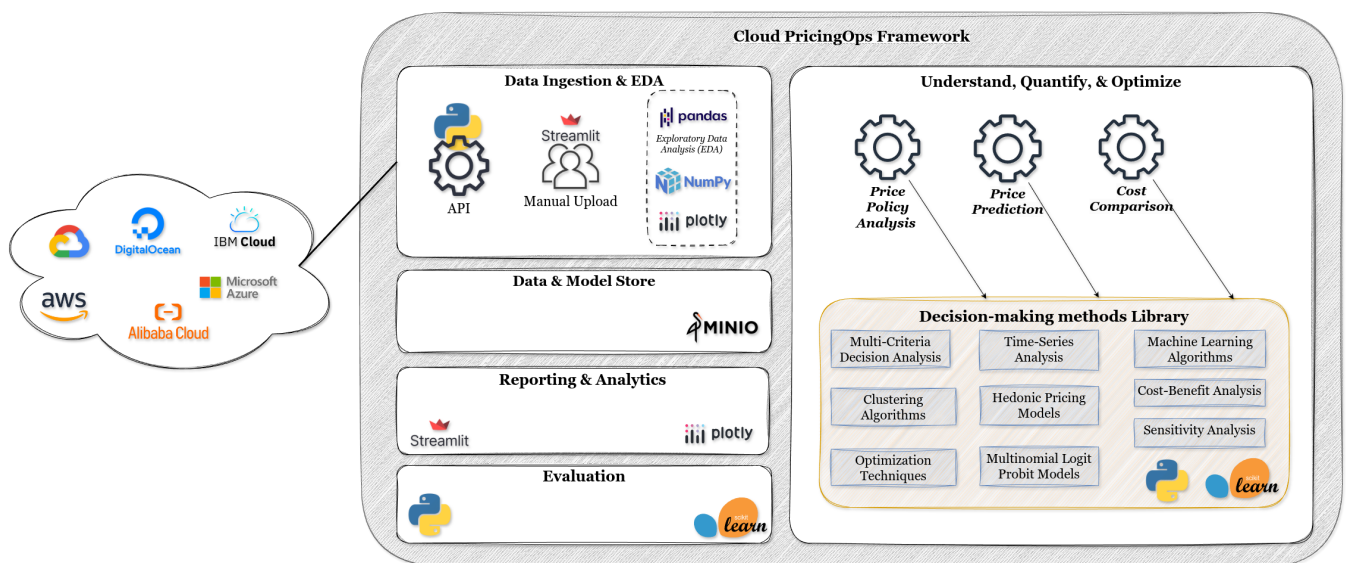 Cloud PricingOps Framework
Data Ingestion & EDA
API
Streamlit
Manual Upload
pandas
Exploratory Data
Analysis (EDA)
NumPy
plotly
DigitalOcean
IBM Cloud
aws
Microsoft
Azure
Alibaba Cloud
Data & Model Store
MINIO
Reporting & Analytics
Streamlit
plotly
Evaluation
scikit
learn
Understand, Quantify, & Optimize
Price
Policy
Analysis
Price
Prediction
Cost
Comparison
Decision-making methods Library
Multi-Criteria
Decision Analysis
Time-Series
Analysis
Machine Learning
Algorithms
Clustering
Algorithms
Hedonic Pricing
Models
Cost-Benefit Analysis
Sensitivity Analysis
Optimization
Techniques
Multinomial Logit
Probit Models
scikit
learn